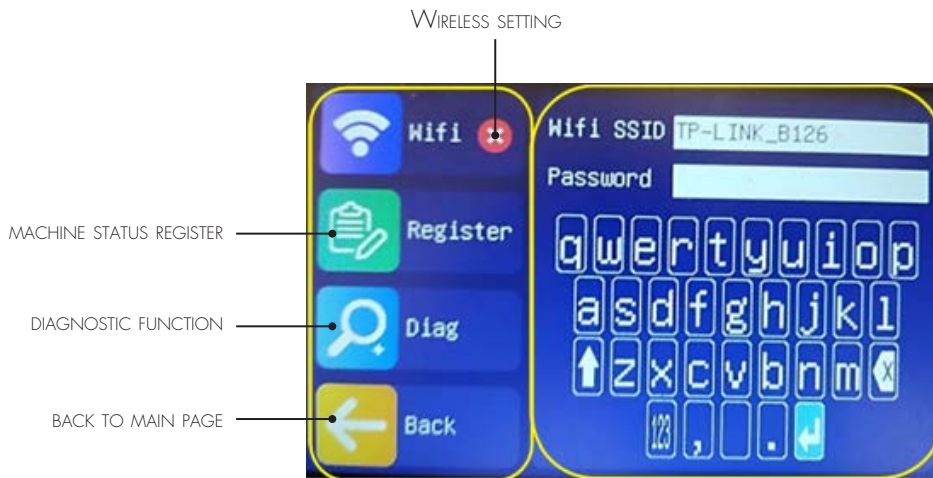 Wireless setting
Wifi
Wifi SSID TP-LINK_B126
Password
machine status register
Register
diagnostic function
Diag
back to main page
Back
q w e r t y u i o p
a s d f g h j k l
z x c v b n m x
123 , .